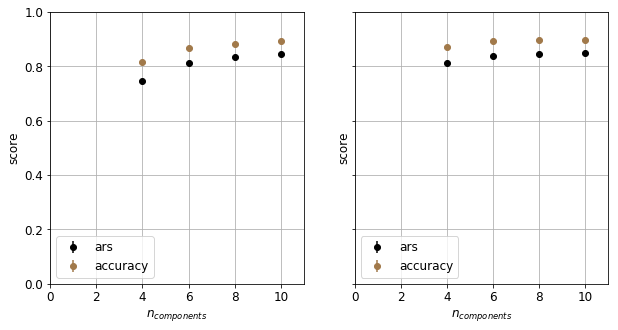 1.0
0.8
0.6
0.4
0.2
0.0
score
ars
accuracy
0 2 4 6 8 10
n_components
score
ars
accuracy
0 2 4 6 8 10
n_components